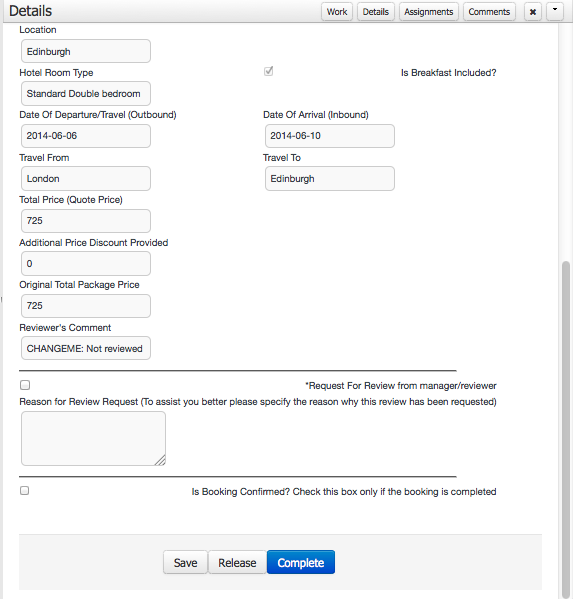 Details
Work
Details
Assignments
Comments
Location
Edinburgh
Hotel Room Type
Is Breakfast Included?
Standard Double bedroom
Date Of Departure/Travel (Outbound)
Date Of Arrival (Inbound)
2014-06-06
2014-06-10
Travel From
Travel To
London
Edinburgh
Total Price (Quote Price)
725
Additional Price Discount Provided
0
Original Total Package Price
725
Reviewer's Comment
CHANGEME: Not reviewed
*Request For Review from manager/reviewer
Reason for Review Request (To assist you better please specify the reason why this review has been requested)
Is Booking Confirmed? Check this box only if the booking is completed
Save
Release
Complete